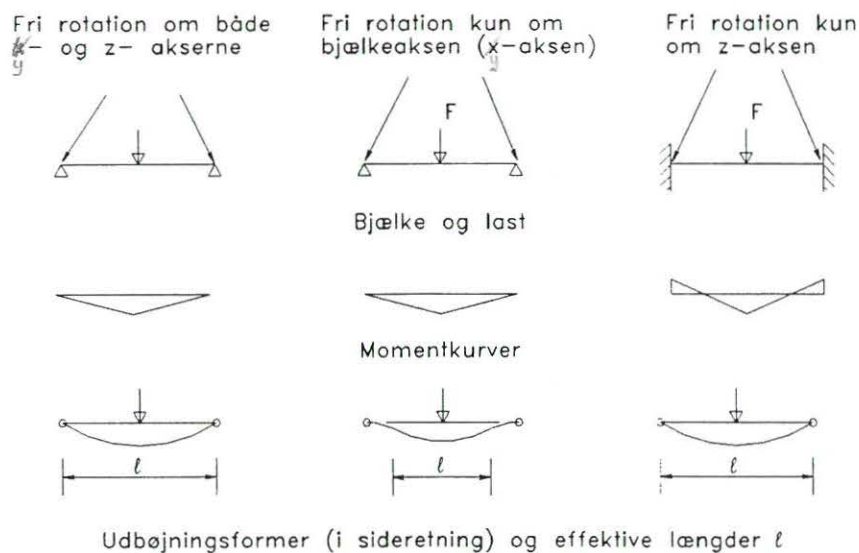 Fri rotation om både
y- og z- akserne
Fri rotation kun om
bjælkeaksen (y-aksen)
Fri rotation kun
om z-aksen
F
F
Bjælke og last
Momentkurver
ℓ
ℓ
ℓ
Udbøjningsformer (i sideretning) og effektive længder ℓ